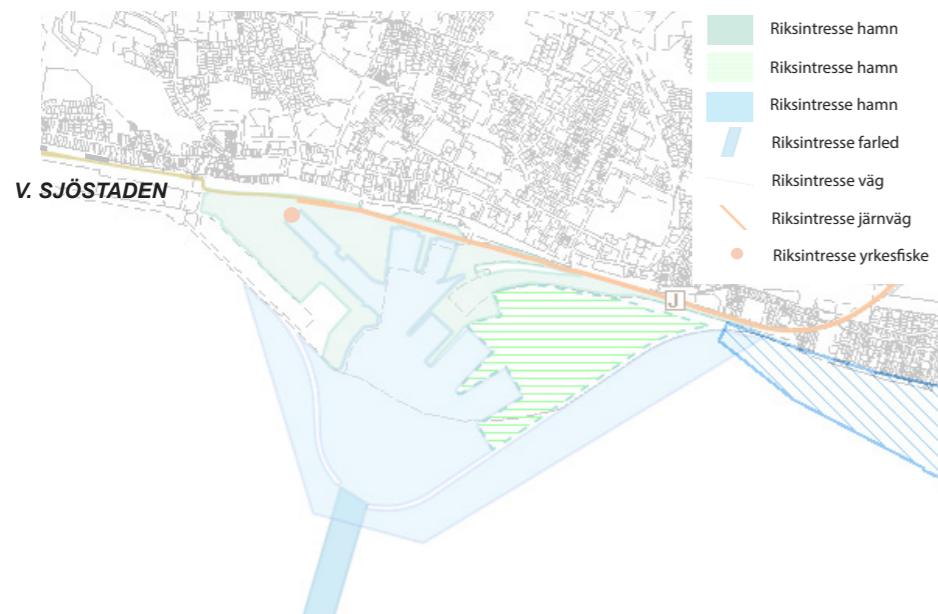 Riksintresse hamn
Riksintresse hamn
Riksintresse hamn
Riksintresse farled
Riksintresse väg
Riksintresse järnväg
Riksintresse yrkesfiske
V. SJÖSTADEN
J